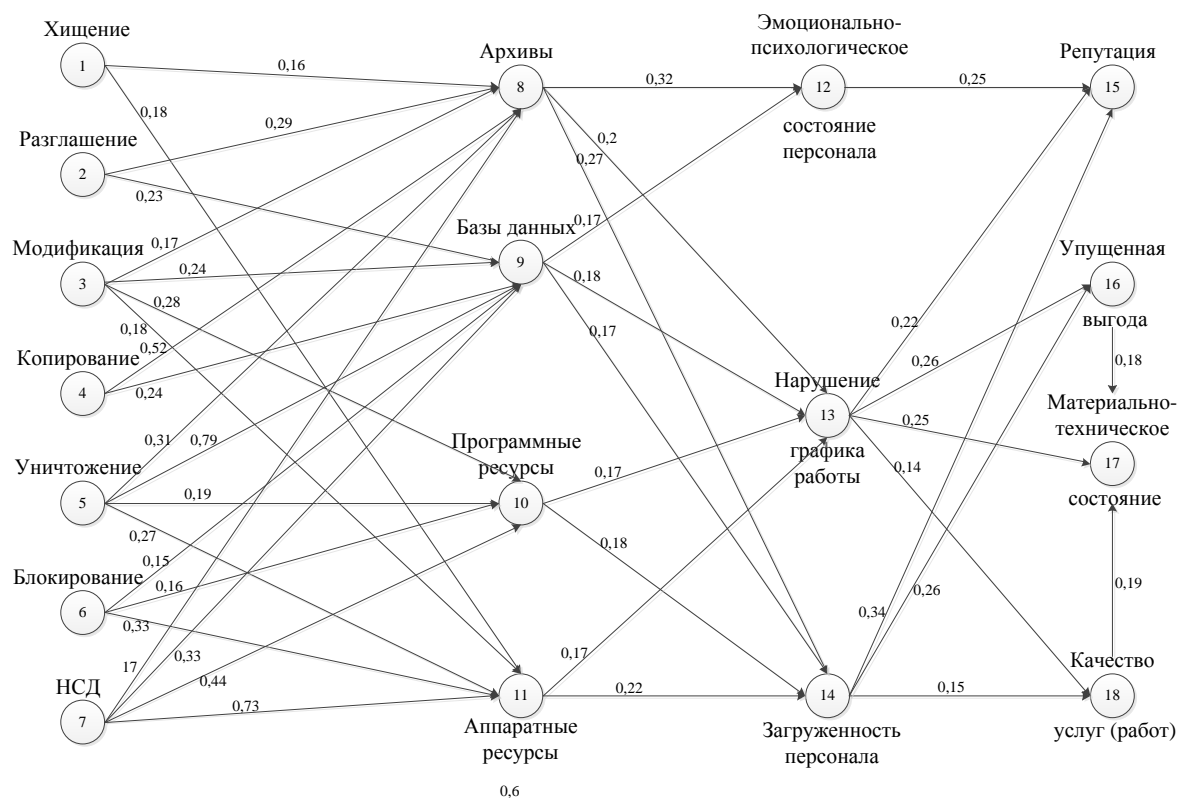 Хищение
1
0,16
0,18
Разглашение
2
0,29
0,23
Модификация
3
0,17
0,24
0,28
0,18
Копирование
4
0,52
0,24
Уничтожение
5
0,31
0,79
0,19
0,27
Блокирование
6
0,15
0,16
0,33
НСД
7
17
0,33
0,44
0,73
Архивы
8
0,32
0,2
0,27
Базы данных
9
0,17
0,18
0,17
Программные
ресурсы
10
0,17
0,18
11
Аппаратные
ресурсы
0,17
0,22
0,6
Эмоционально-
психологическое
12
состояние
персонала
0,25
Нарушение
13
графика
работы
0,22
0,26
0,25
0,14
14
Загруженность
персонала
0,34
0,26
0,15
Репутация
15
Упущенная
16
выгода
0,18
Материально-
техническое
17
состояние
0,19
Качество
18
услуг (работ)